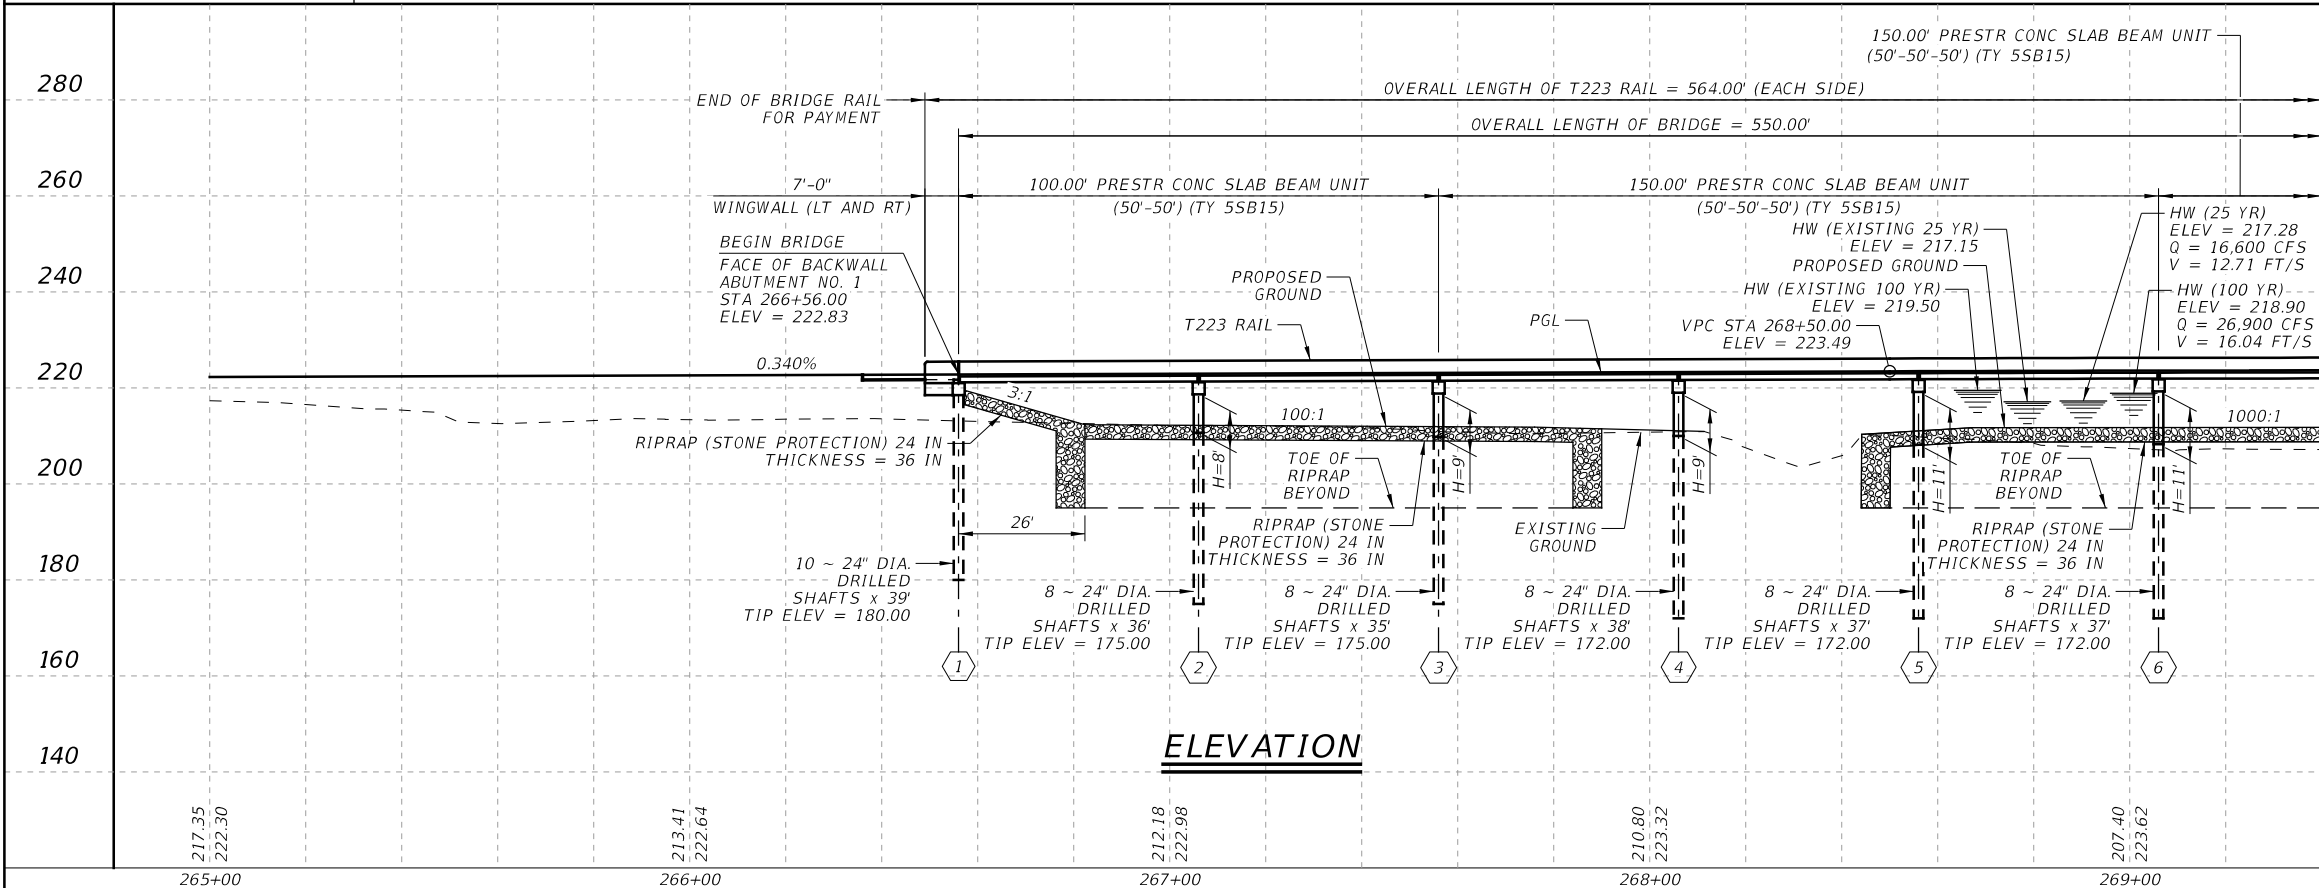 150.00' PRESTR CONC SLAB BEAM UNIT
(50'-50'-50') (TY 5SB15)
280
END OF BRIDGE RAIL
FOR PAYMENT
OVERALL LENGTH OF T223 RAIL = 564.00' (EACH SIDE)
OVERALL LENGTH OF BRIDGE = 550.00'
260
7'-0"
WINGWALL (LT AND RT)
100.00' PRESTR CONC SLAB BEAM UNIT
(50'-50') (TY 5SB15)
150.00' PRESTR CONC SLAB BEAM UNIT
(50'-50'-50') (TY 5SB15)
HW (25 YR)
ELEV = 217.28
Q = 16,600 CFS
V = 12.71 FT/S
HW (EXISTING 25 YR)
ELEV = 217.15
PROPOSED GROUND
HW (EXISTING 100 YR)
ELEV = 219.50
HW (100 YR)
ELEV = 218.90
Q = 26,900 CFS
V = 16.04 FT/S
VPC STA 268+50.00
ELEV = 223.49
BEGIN BRIDGE
FACE OF BACKWALL
ABUTMENT NO. 1
STA 266+56.00
ELEV = 222.83
240
PROPOSED
GROUND
T223 RAIL
PGL
220
0.340%
3:1
100:1
1000:1
RIPRAP (STONE PROTECTION) 24 IN
THICKNESS = 36 IN
200
H=8'
TOE OF
RIPRAP
BEYOND
H=9'
H=9'
H=11'
TOE OF
RIPRAP
BEYOND
H=11'
26'
RIPRAP (STONE
PROTECTION) 24 IN
THICKNESS = 36 IN
EXISTING
GROUND
RIPRAP (STONE
PROTECTION) 24 IN
THICKNESS = 36 IN
180
10 ~ 24" DIA.
DRILLED
SHAFTS x 39'
TIP ELEV = 180.00
8 ~ 24" DIA.
DRILLED
SHAFTS x 36'
TIP ELEV = 175.00
8 ~ 24" DIA.
DRILLED
SHAFTS x 35'
TIP ELEV = 175.00
8 ~ 24" DIA.
DRILLED
SHAFTS x 38'
TIP ELEV = 172.00
8 ~ 24" DIA.
DRILLED
SHAFTS x 37'
TIP ELEV = 172.00
8 ~ 24" DIA.
DRILLED
SHAFTS x 37'
TIP ELEV = 172.00
160
1
2
3
4
5
6
140
ELEVATION
217.35
222.30
213.41
222.64
212.18
222.98
210.80
223.32
207.40
223.62
265+00
266+00
267+00
268+00
269+00